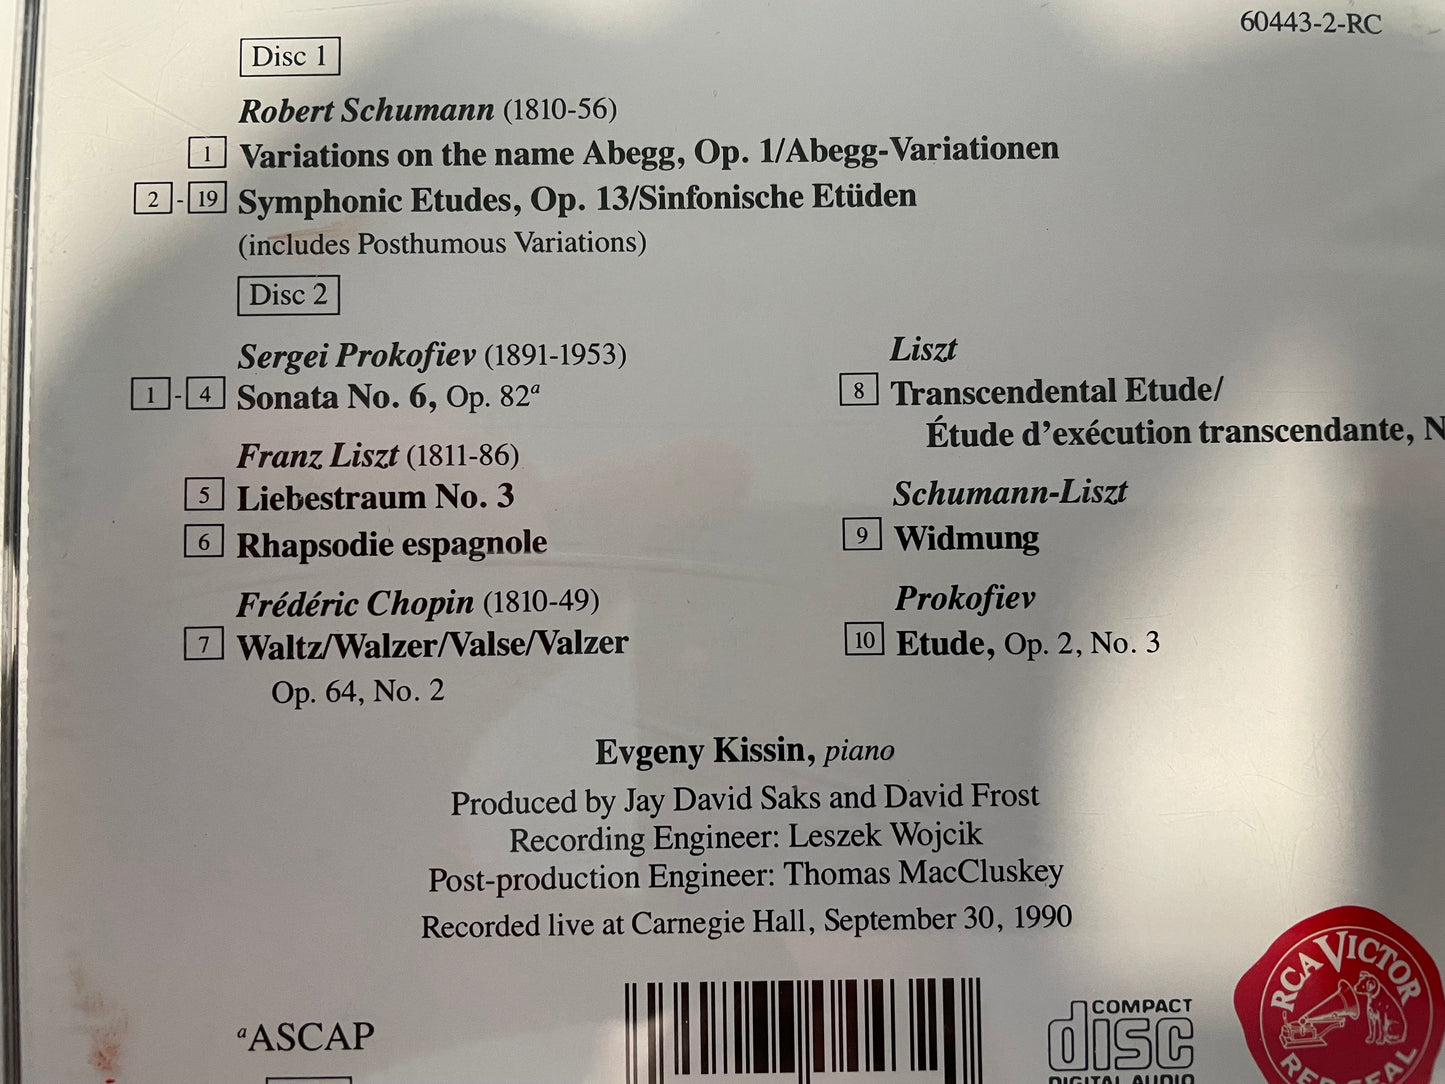 60443-2-RC
Disc 1
Robert Schumann (1810-56)
1 Variations on the name Abegg, Op. 1/Abegg-Variationen
2 - 19 Symphonic Etudes, Op. 13/Sinfonische Etüden
(includes Posthumous Variations)
Disc 2
Sergei Prokofiev (1891-1953)
1 - 4 Sonata No. 6, Op. 82a
Franz Liszt (1811-86)
5 Liebestraum No. 3
6 Rhapsodie espagnole
Frédéric Chopin (1810-49)
7 Waltz/Walzer/Valse/Valzer
Op. 64, No. 2
Liszt
8 Transcendental Etude/
Étude d’exécution transcendante,
Schumann-Liszt
9 Widmung
Prokofiev
10 Etude, Op. 2, No. 3
Evgeny Kissin, piano
Produced by Jay David Saks and David Frost
Recording Engineer: Leszek Wojcik
Post-production Engineer: Thomas MacCluskey
Recorded live at Carnegie Hall, September 30, 1990
aASCAP
COMPACT
disc
DIGITAL AUDIO
RCA VICTOR
RED SEAL